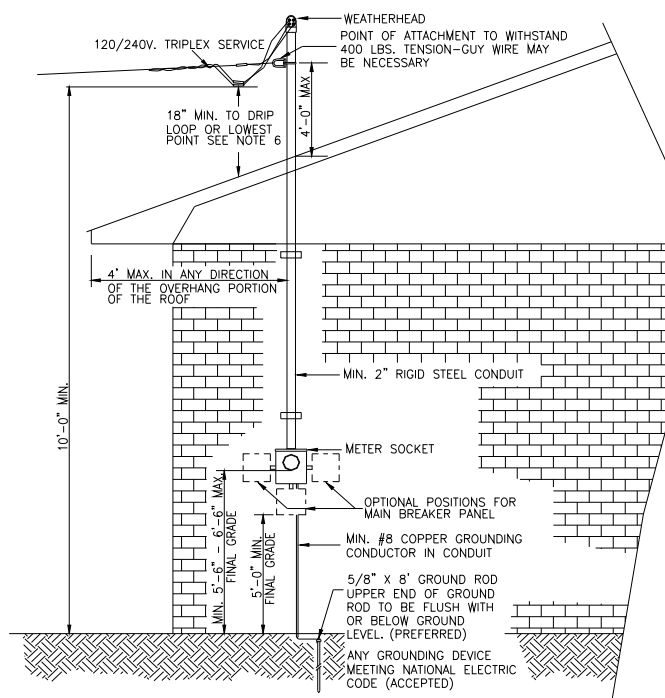 WEATHERHEAD
POINT OF ATTACHMENT TO WITHSTAND
400 LBS. TENSION-GUY WIRE MAY
BE NECESSARY
120/240V. TRIPLEX SERVICE
4'-0" MAX
18" MIN. TO DRIP
LOOP OR LOWEST
POINT SEE NOTE 6
4' MAX. IN ANY DIRECTION
OF THE OVERHANG PORTION
OF THE ROOF
10'-0" MIN.
MIN. 2" RIGID STEEL CONDUIT
METER SOCKET
OPTIONAL POSITIONS FOR
MAIN BREAKER PANEL
MIN. 5'-6" - 6'-6" MAX.
FINAL GRADE
5'-0" MIN.
FINAL GRADE
MIN. #8 COPPER GROUNDING
CONDUCTOR IN CONDUIT
5/8" X 8' GROUND ROD
UPPER END OF GROUND
ROD TO BE FLUSH WITH
OR BELOW GROUND
LEVEL. (PREFERRED)
ANY GROUNDING DEVICE
MEETING NATIONAL ELECTRIC
CODE (ACCEPTED)